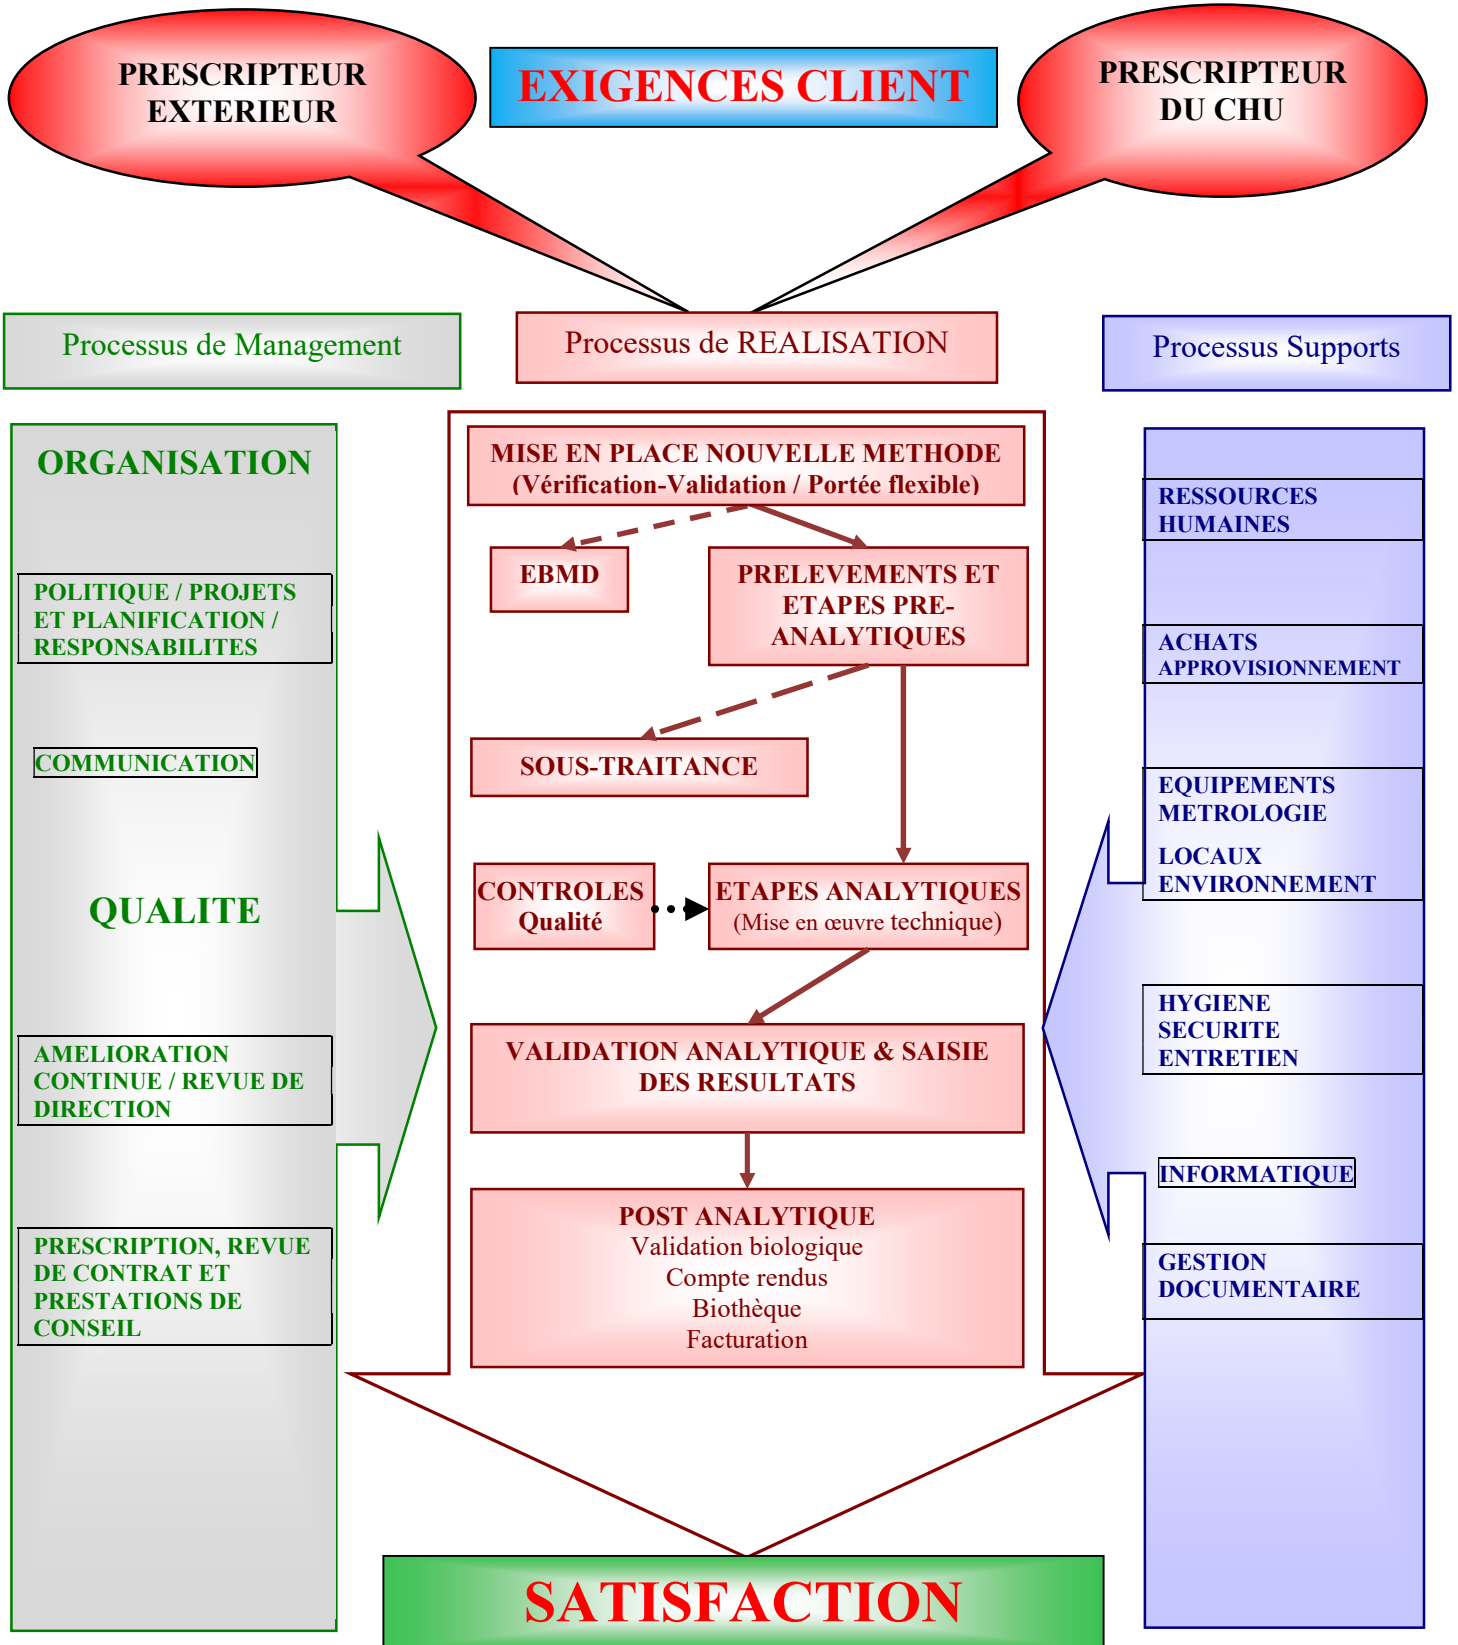 PRESCRIPTEUR
EXTERIEUR
EXIGENCES CLIENT
PRESCRIPTEUR
DU CHU
Processus de Management
Processus de REALISATION
Processus Supports
ORGANISATION
POLITIQUE / PROJETS
ET PLANIFICATION /
RESPONSABILITES
COMMUNICATION
QUALITE
AMELIORATION
CONTINUE / REVUE DE
DIRECTION
PRESCRIPTION, REVUE
DE CONTRAT ET
PRESTATIONS DE
CONSEIL
MISE EN PLACE NOUVELLE METHODE
(Vérification-Validation / Portée flexible)
EBMD
PRELEVEMENTS ET
ETAPES PRE-
ANALYTIQUES
SOUS-TRAITANCE
CONTROLES
Qualité
ETAPES ANALYTIQUES
(Mise en œuvre technique)
VALIDATION ANALYTIQUE & SAISIE
DES RESULTATS
POST ANALYTIQUE
Validation biologique
Compte rendus
Biothèque
Facturation
RESSOURCES
HUMAINES
ACHATS
APPROVISIONNEMENT
EQUIPEMENTS
METROLOGIE
LOCAUX
ENVIRONNEMENT
HYGIENE
SECURITE
ENTRETIEN
INFORMATIQUE
GESTION
DOCUMENTAIRE
SATISFACTION